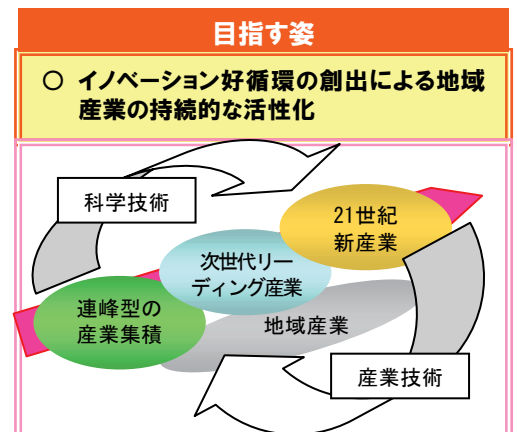 目指す姿
○ イノベーション好循環の創出による地域
産業の持続的な活性化
科学技術
21世紀
新産業
次世代リー
ディング産業
連峰型の
産業集積
地域産業
産業技術